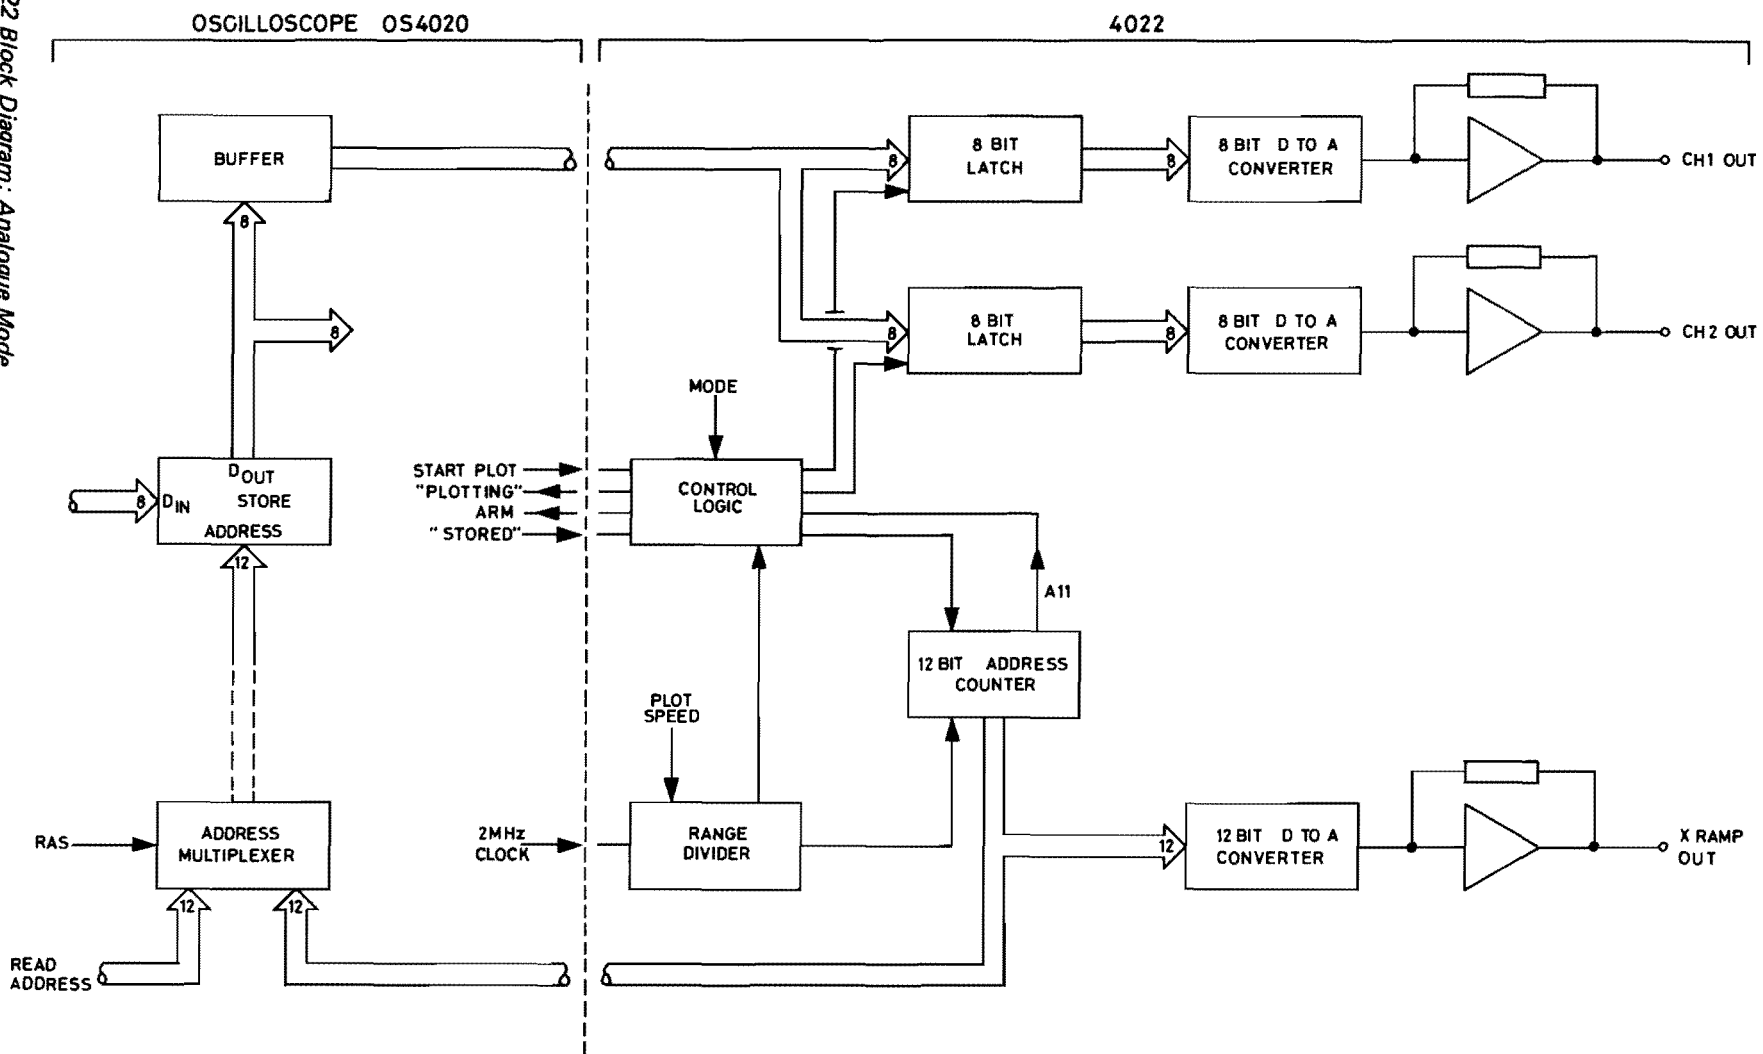 22 Block Diagram: Analogue Mode
OSCILLOSCOPE OS4020
4022
BUFFER
8
8
8
8 BIT
LATCH
8
8 BIT D TO A
CONVERTER
CH1 OUT
8
8 BIT
LATCH
8
8 BIT D TO A
CONVERTER
CH2 OUT
MODE
8
DIN
DOUT
STORE
ADDRESS
START PLOT
"PLOTTING"
ARM
"STORED"
CONTROL
LOGIC
12
A11
12 BIT ADDRESS
COUNTER
PLOT
SPEED
RAS
ADDRESS
MULTIPLEXER
2MHz
CLOCK
RANGE
DIVIDER
12
12 BIT D TO A
CONVERTER
X RAMP
OUT
12
12
READ
ADDRESS